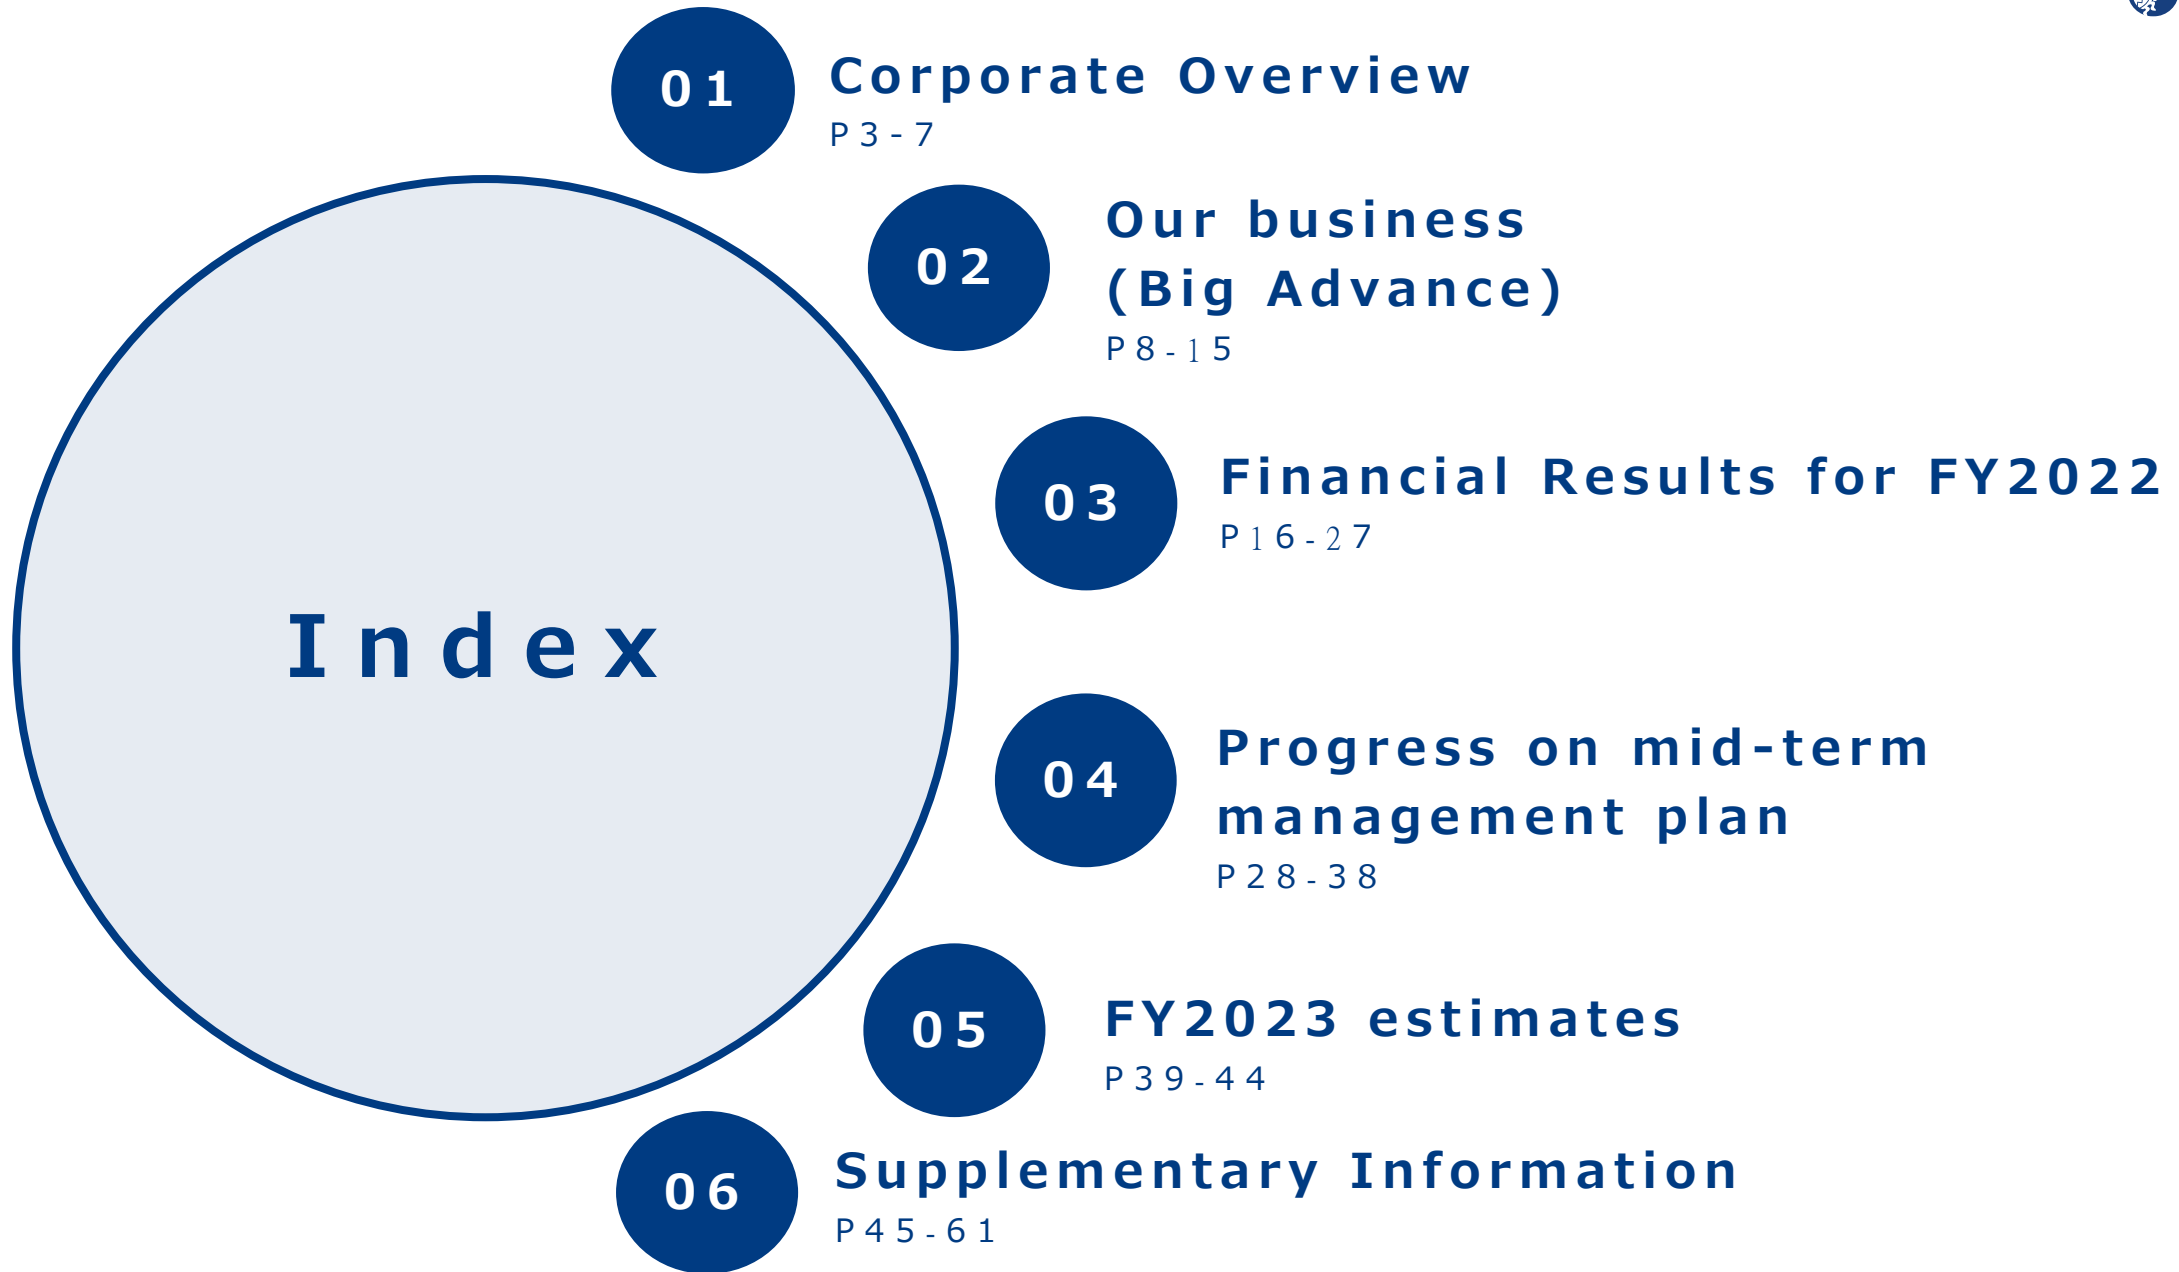 01
Corporate Overview
P3-7
02
Our business
(Big Advance)
P8-15
03
Financial Results for FY2022
P16-27
Index
04
Progress on mid-term
management plan
P28-38
05
FY2023 estimates
P39-44
06
Supplementary Information
P45-61